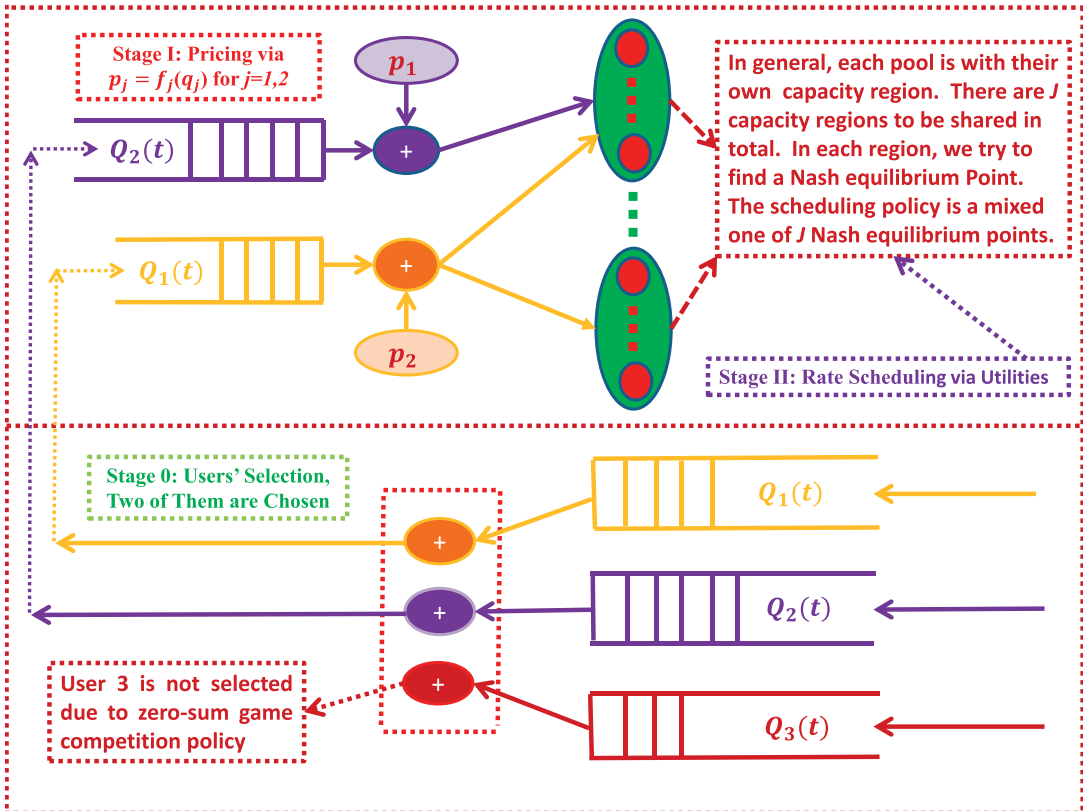 Stage I: Pricing via
p_j = f_j(q_j) for j=1,2
p_1
Q_2(t)
+
Q_1(t)
+
p_2
In general, each pool is with their
own capacity region. There are J
capacity regions to be shared in
total. In each region, we try to
find a Nash equilibrium Point.
The scheduling policy is a mixed
one of J Nash equilibrium points.
Stage II: Rate Scheduling via Utilities
Stage 0: Users' Selection,
Two of Them are Chosen
+
Q_1(t)
+
Q_2(t)
+
Q_3(t)
User 3 is not selected
due to zero-sum game
competition policy